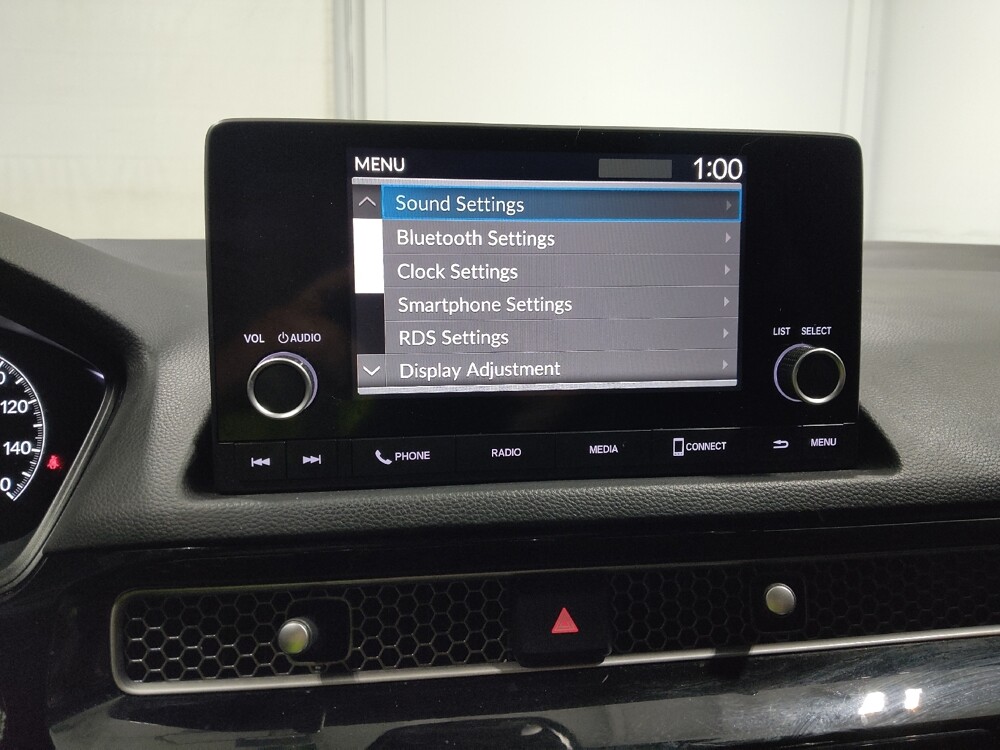 MENU 1:00
Sound Settings
Bluetooth Settings
Clock Settings
Smartphone Settings
RDS Settings
Display Adjustment
VOL AUDIO
LIST SELECT
PHONE RADIO MEDIA CONNECT MENU
120
140